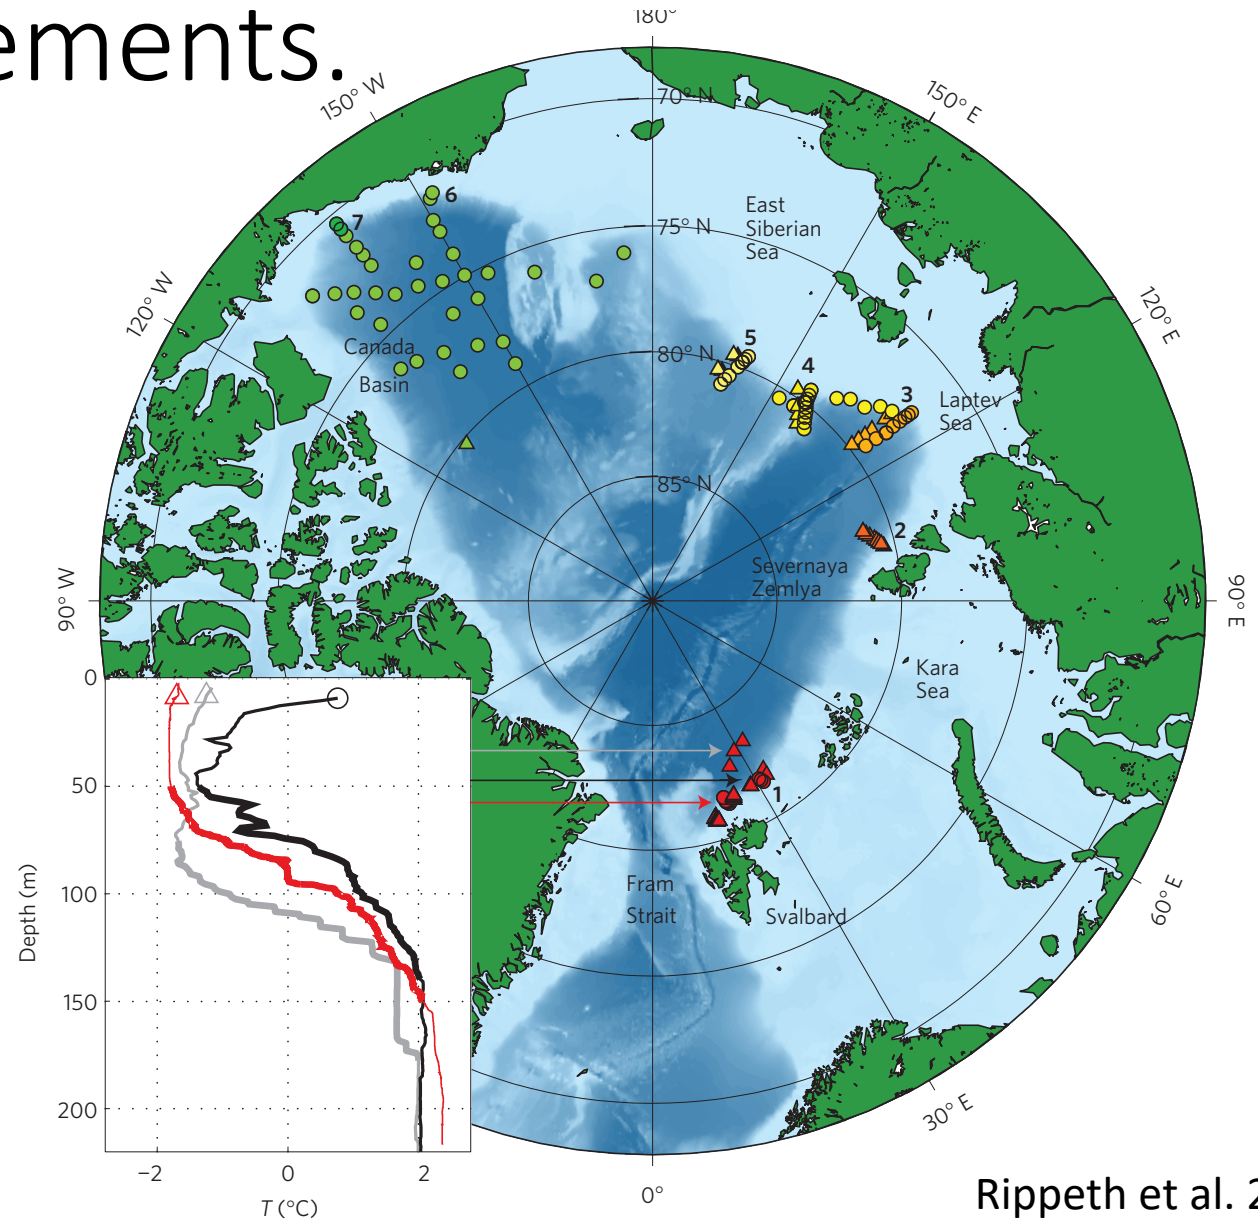 ements.
180°
150° W
70° N
150° E
6
7
75° N
East
Siberian
Sea
120° W
120° E
Canada
Basin
5
80° N
4
3
Laptev
Sea
85° N
2
Severnaya
Zemlya
90° W
90° E
Kara
Sea
1
Fram
Strait
Svalbard
60° E
30° E
0°
0
50
100
150
200
Depth (m)
−2
0
2
T (°C)
Rippeth et al. 2